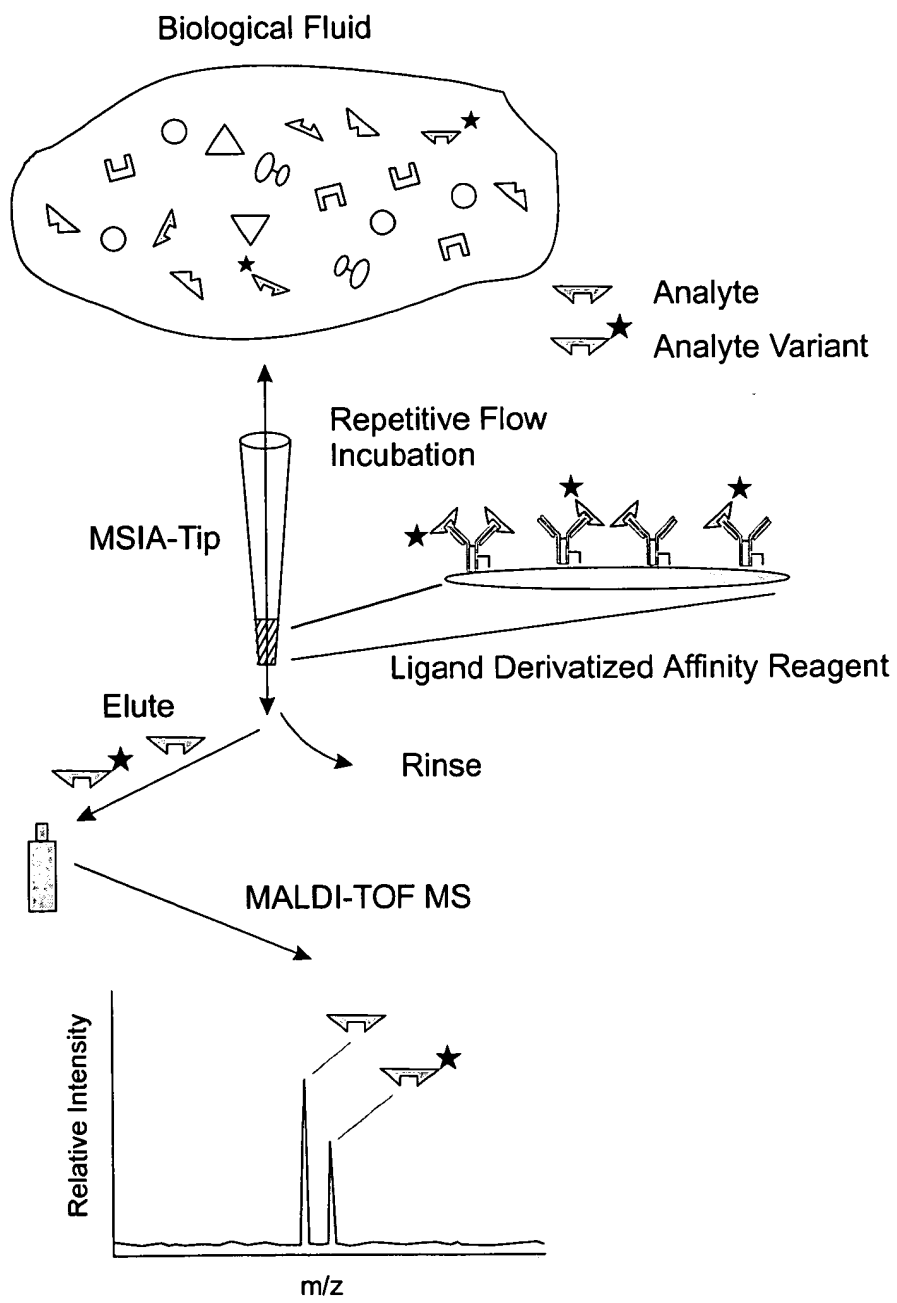 Biological Fluid
Analyte
Analyte Variant
Repetitive Flow
Incubation
MSIA-Tip
Ligand Derivatized Affinity Reagent
Elute
Rinse
MALDI-TOF MS
Relative Intensity
m/z